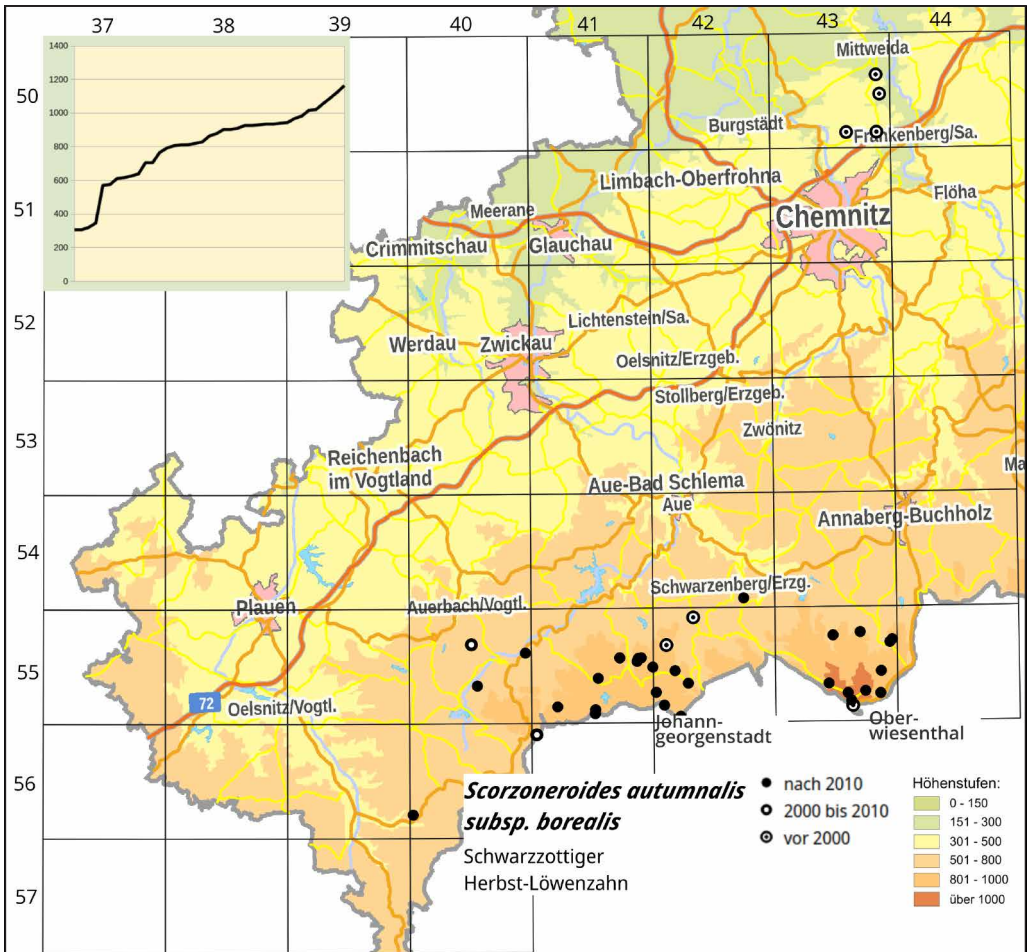 37 38 39 40 41 42 43 44
1400
1200
1000
800
600
400
200
0
50
51
52
53
54
55
56
57
Mittweida
Burgstädt
Frankenberg/Sa.
Limbach-Oberfrohna
Flöha
Meerane
Chemnitz
Crimmitschau
Glauchau
Lichtenstein/Sa.
Werdau
Zwickau
Oelsnitz/Erzgeb.
Stollberg/Erzgeb.
Zwönitz
Reichenbach
im Vogtland
Ma
Aue-Bad Schlema
Aue
Annaberg-Buchholz
Schwarzenberg/Erzg.
Plauen
Auerbach/Vogtl.
72
Oelsnitz/Vogtl.
Johann-
georgenstadt
Ober-
wiesenthal
Scorzoneroides autumnalis
subsp. borealis
Schwarzzottiger
Herbst-Löwenzahn
nach 2010
2000 bis 2010
vor 2000
Höhenstufen:
0 - 150
151 - 300
301 - 500
501 - 800
801 - 1000
über 1000